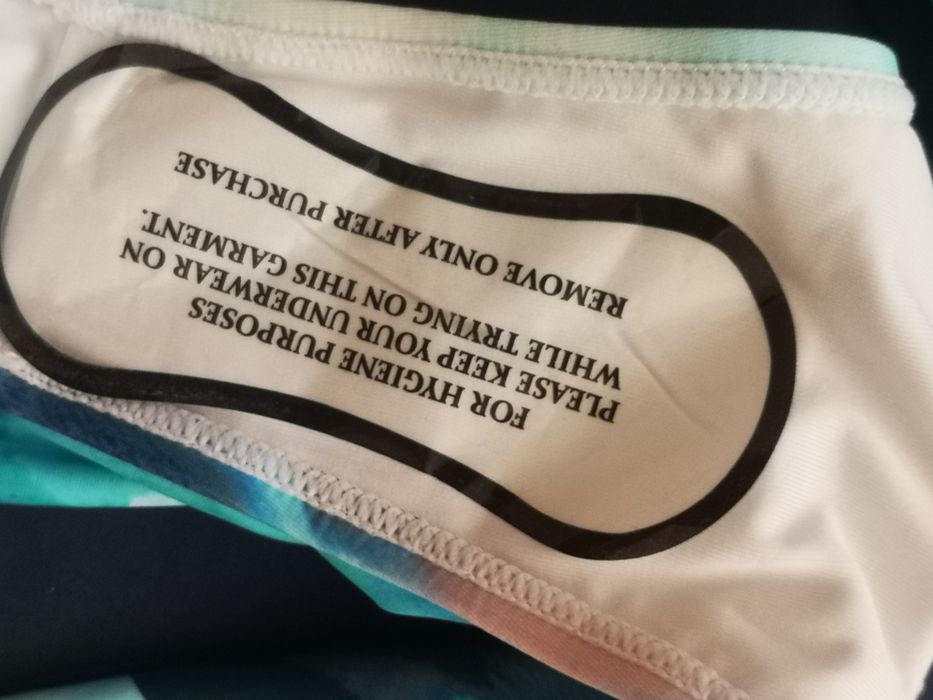 FOR HYGIENE PURPOSES
PLEASE KEEP YOUR UNDERWEAR ON
WHILE TRYING ON THIS GARMENT.
REMOVE ONLY AFTER PURCHASE